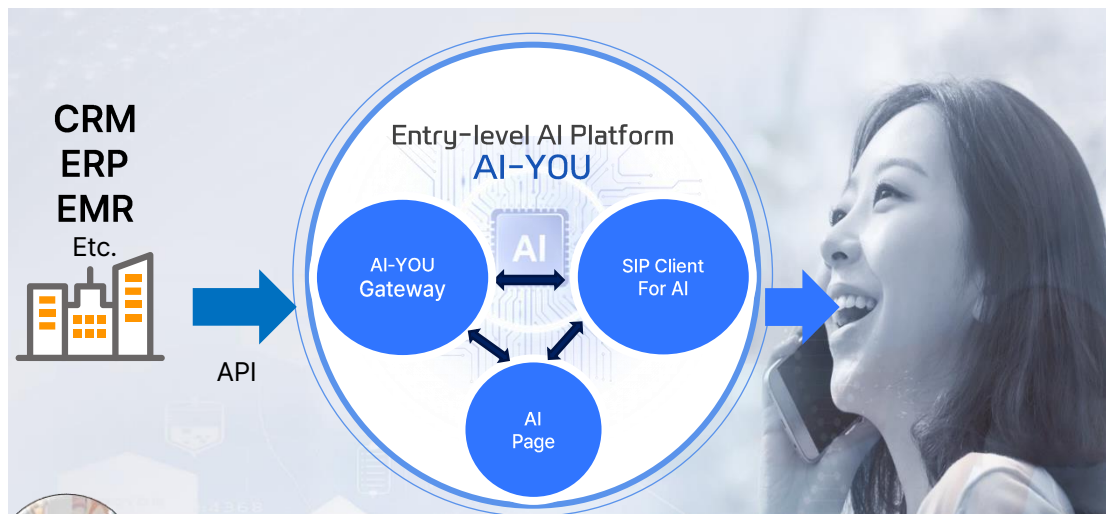 CRM
ERP
EMR
Etc.
API
Entry-level AI Platform
AI-YOU
AI
AI-YOU
Gateway
SIP Client
For AI
AI
Page